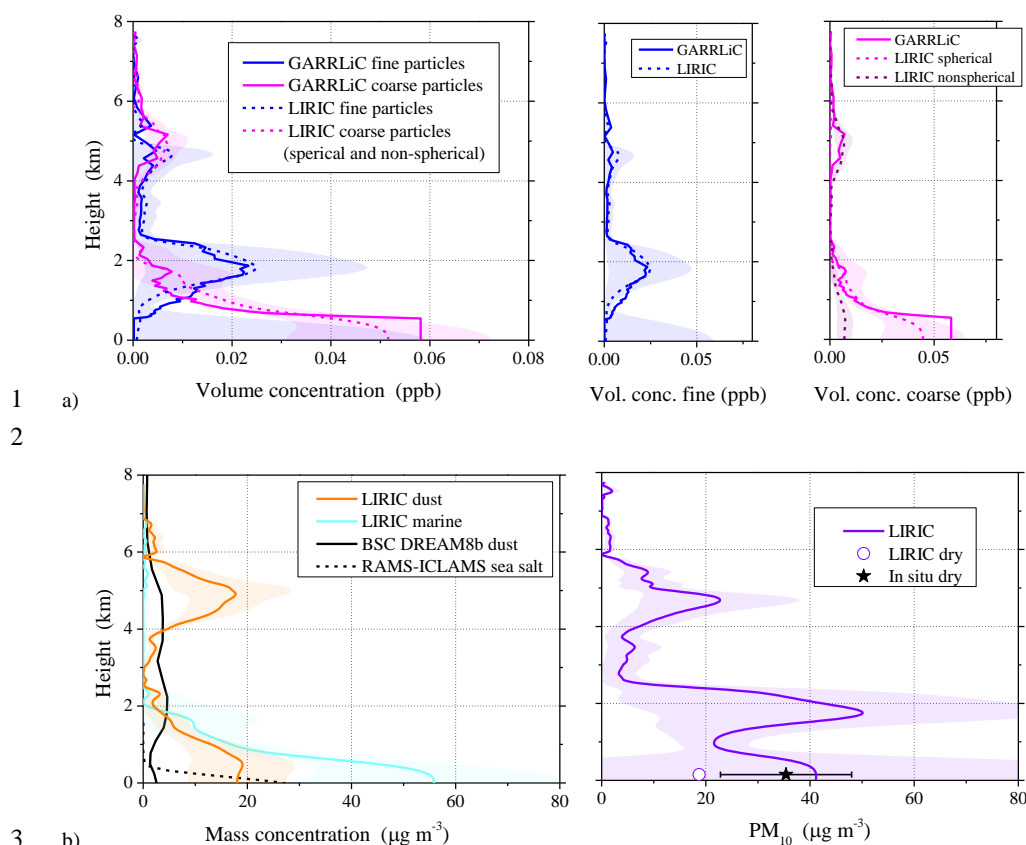 8
6
4
2
0
Height (km)
0.00
0.02
0.04
0.06
0.08
Volume concentration (ppb)
GARRLiC fine particles
GARRLiC coarse particles
LIRIC fine particles
LIRIC coarse particles
(sperical and non-spherical)
GARRLiC
LIRIC
0.00
0.05
Vol. conc. fine (ppb)
GARRLiC
LIRIC spherical
LIRIC nonspherical
0.00
0.05
Vol. conc. coarse (ppb)
1 a)
2
8
6
4
2
0
Height (km)
LIRIC dust
LIRIC marine
BSC DREAM8b dust
RAMS-ICLAMS sea salt
0
20
40
60
80
Mass concentration (µg m-3)
LIRIC
LIRIC dry
In situ dry
0
20
40
60
80
PM10 (µg m-3)
3 b)